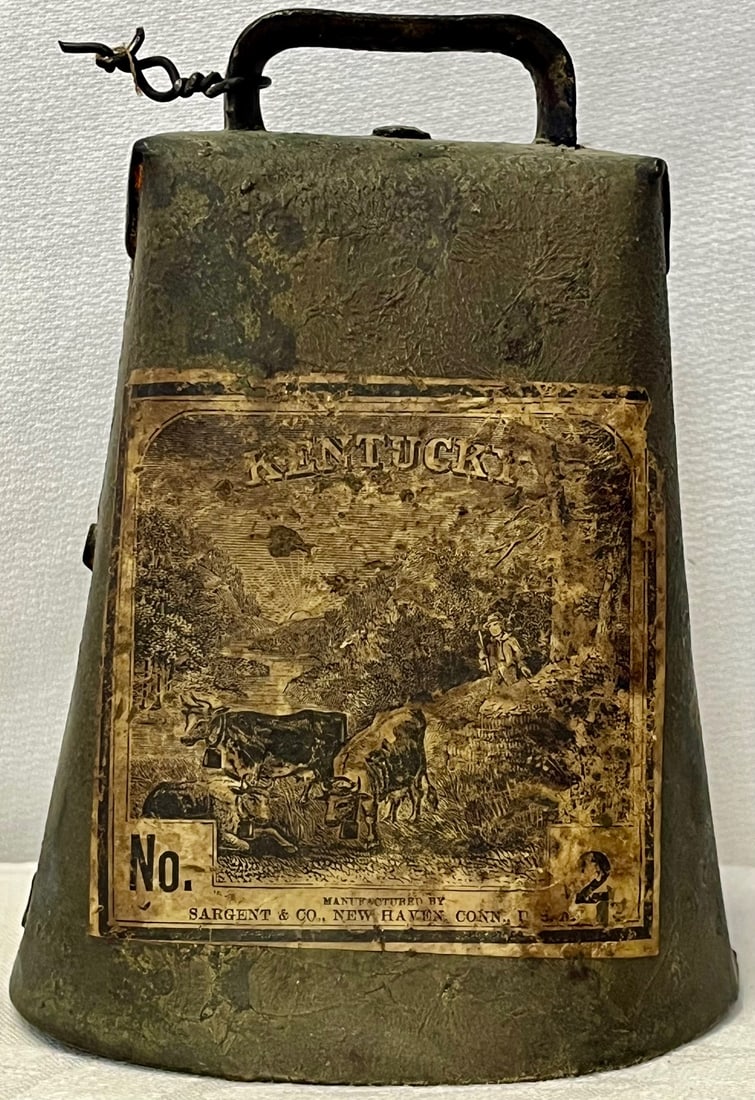 KENTUCKY
No. 2
MANUFACTURED BY
SARGENT & CO., NEW HAVEN, CONN., U.S.A.